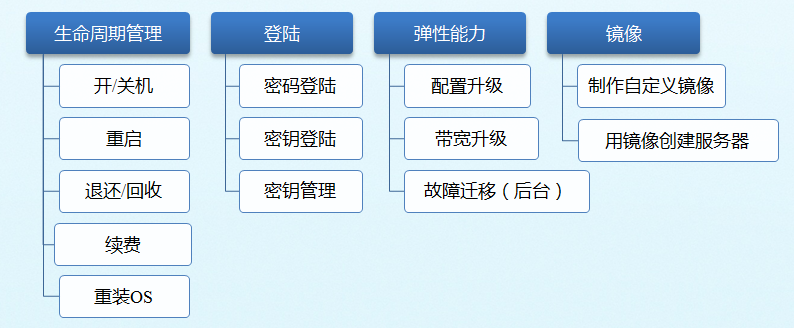 生命周期管理
开/关机
重启
退还/回收
续费
重装OS
登陆
密码登陆
密钥登陆
密钥管理
弹性能力
配置升级
带宽升级
故障迁移（后台）
镜像
制作自定义镜像
用镜像创建服务器